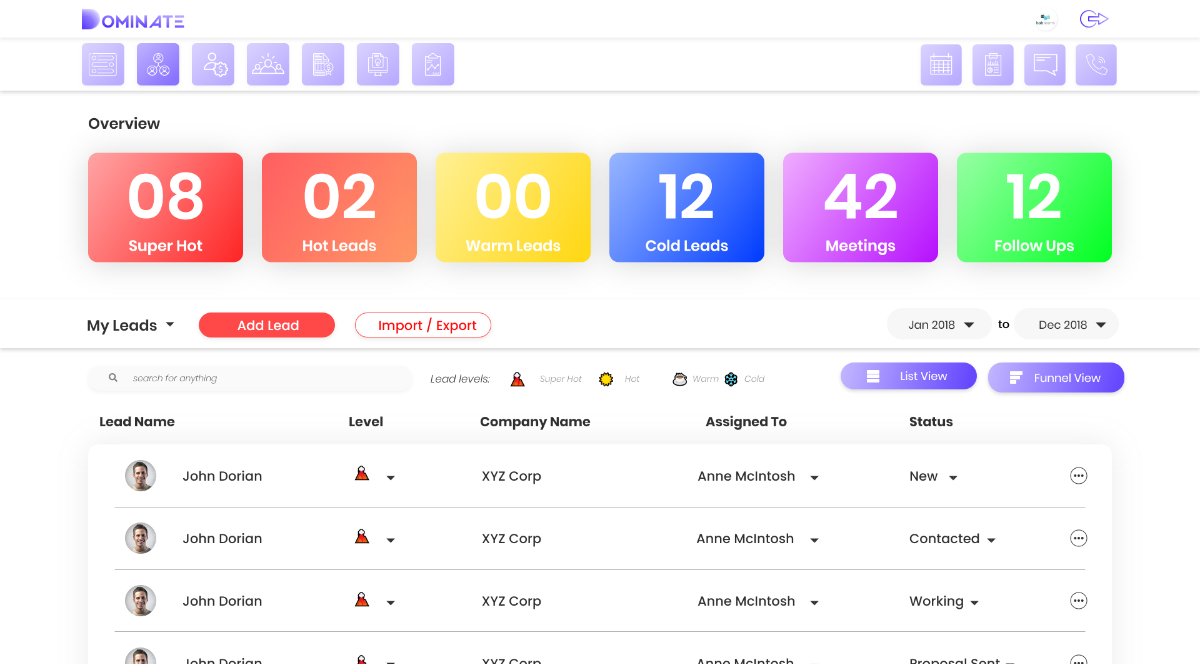 DOMINATE
Overview
08
Super Hot
02
Hot Leads
00
Warm Leads
12
Cold Leads
42
Meetings
12
Follow Ups
My Leads
Add Lead
Import / Export
Jan 2018
to
Dec 2018
search for anything
Lead levels:
Super Hot
Hot
Warm
Cold
List View
Funnel View
Lead Name
Level
Company Name
Assigned To
Status
John Dorian
XYZ Corp
Anne McIntosh
New
John Dorian
XYZ Corp
Anne McIntosh
Contacted
John Dorian
XYZ Corp
Anne McIntosh
Working
John Dorian
XYZ Corp
Anne McIntosh
Proposal Sent